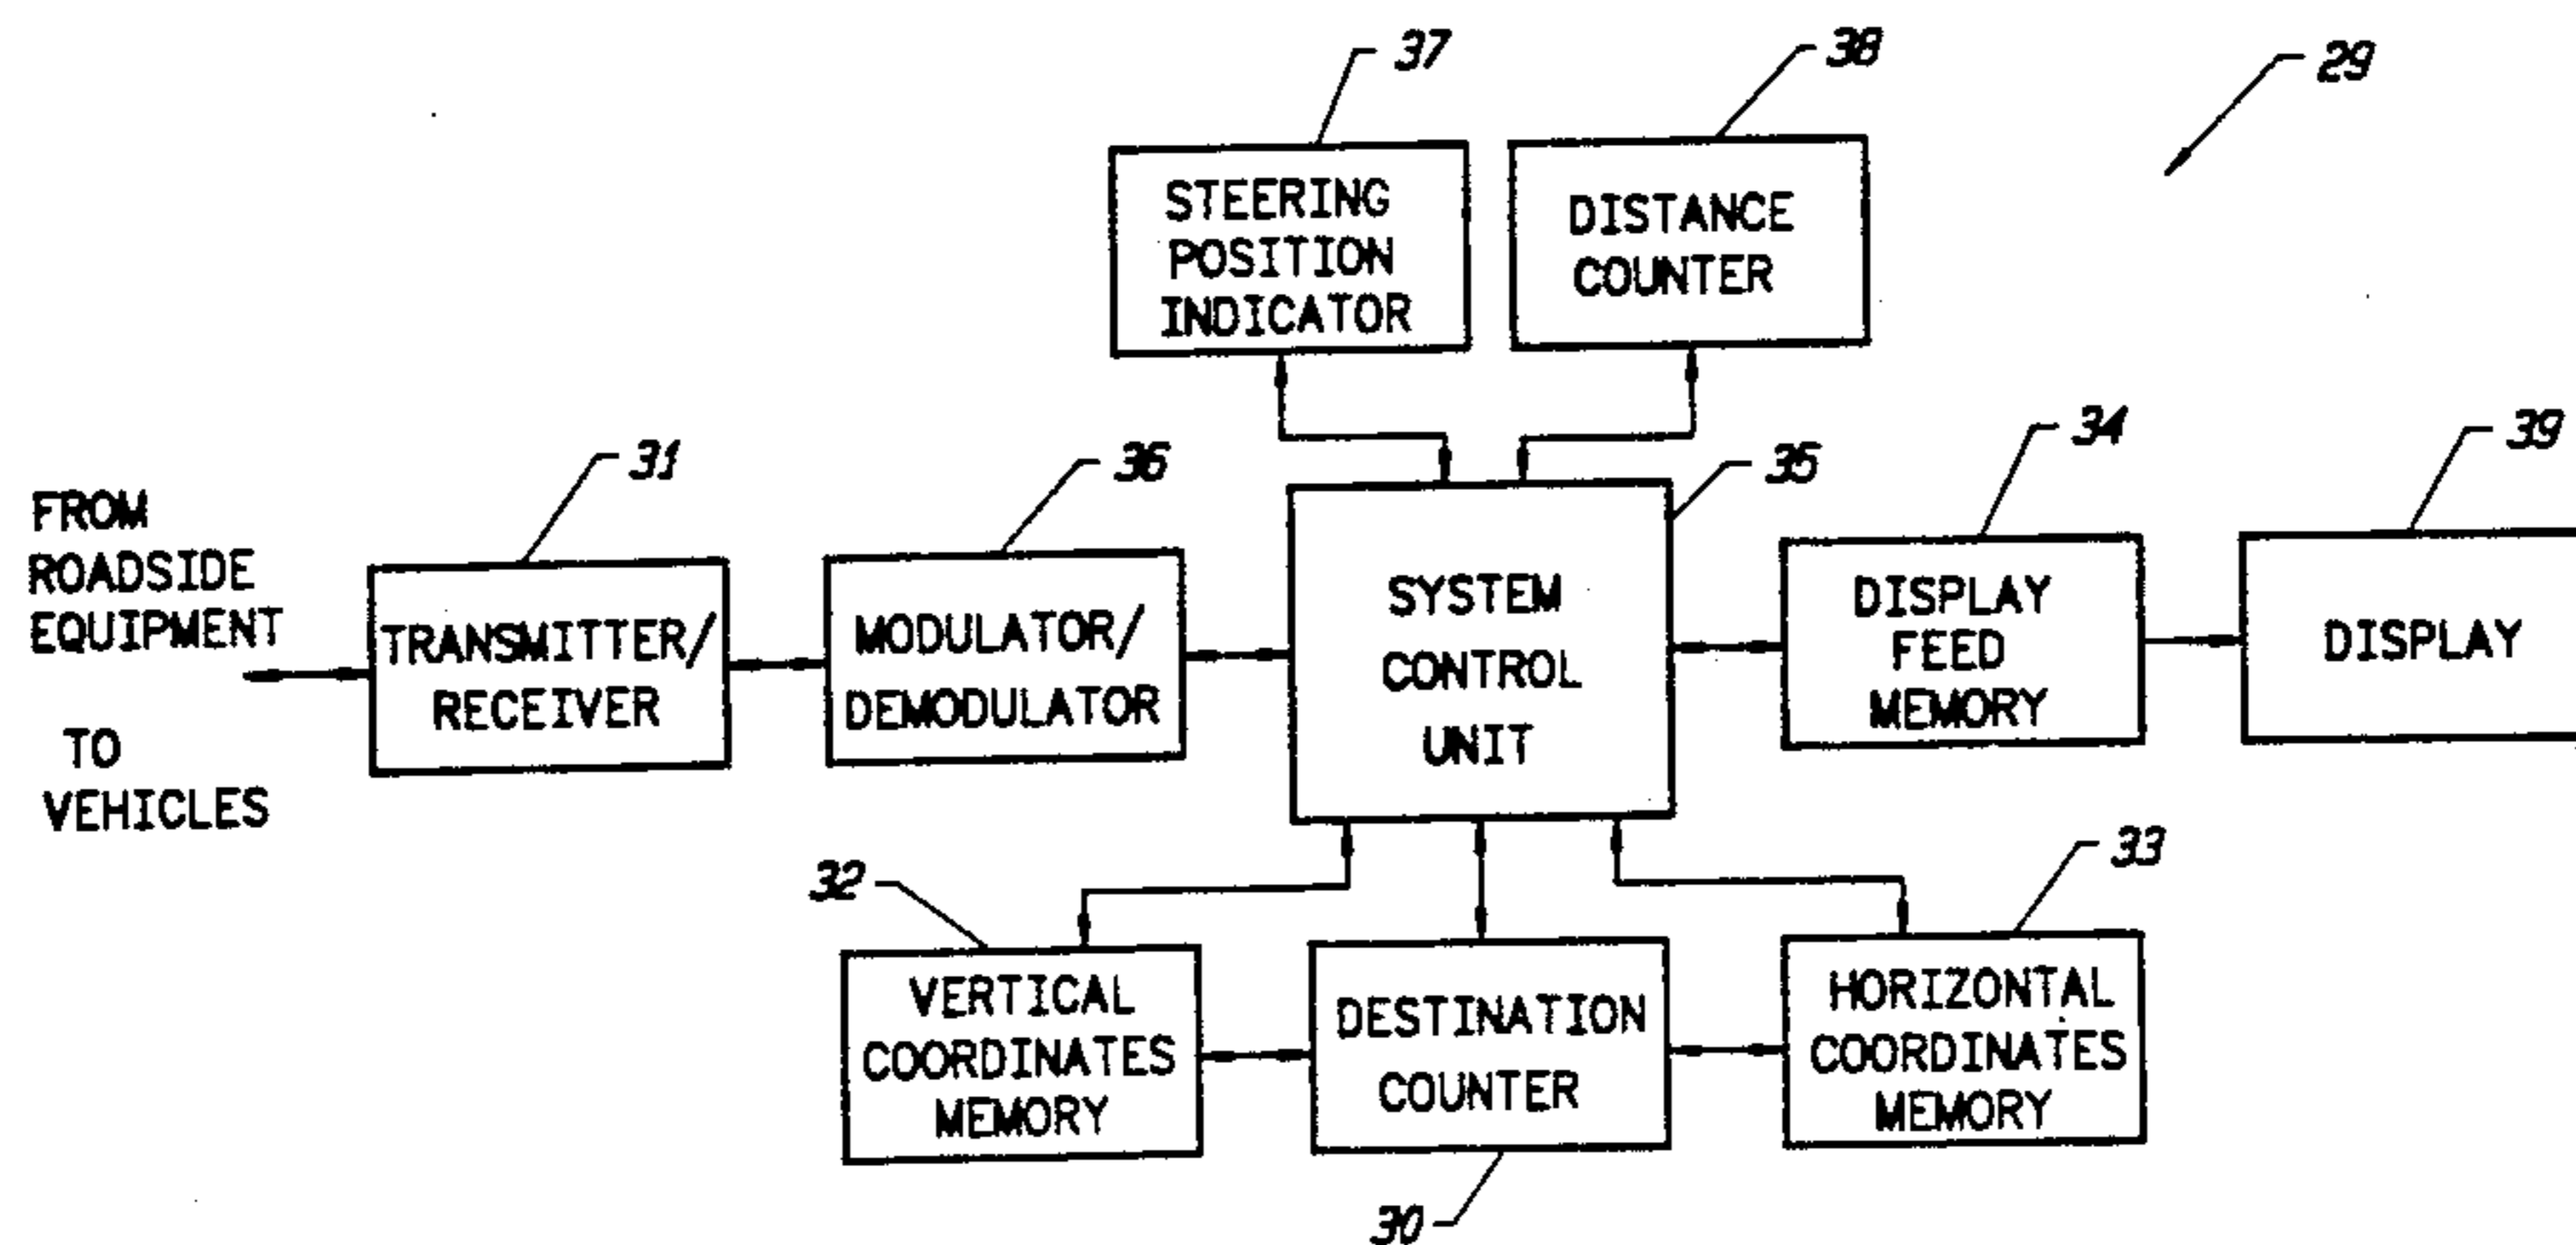 37
38
29
STEERING
POSITION
INDICATOR
DISTANCE
COUNTER
31
36
35
34
39
FROM
ROADSIDE
EQUIPMENT
TO
VEHICLES
TRANSMITTER/
RECEIVER
MODULATOR/
DEMODULATOR
SYSTEM
CONTROL
UNIT
DISPLAY
FEED
MEMORY
DISPLAY
32
33
VERTICAL
COORDINATES
MEMORY
DESTINATION
COUNTER
HORIZONTAL
COORDINATES
MEMORY
30